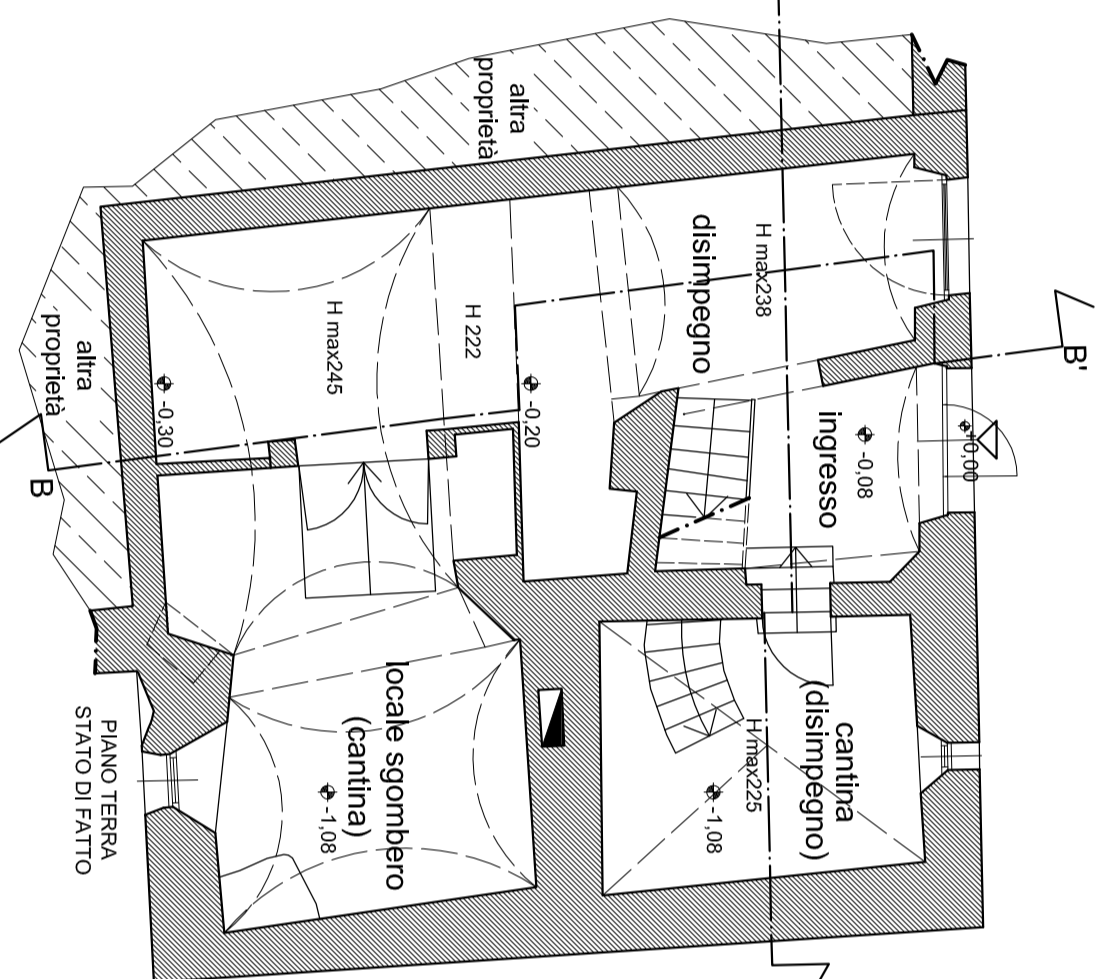 altra
proprietà
disimpegno
H max238
H 222
H max245
-0,20
-0,30
ingresso
-0,08
+0,00
B'
altra
proprietà
B
locale sgombero
(cantina)
-1,08
cantina
(disimpegno)
H max225
-1,08
PIANO TERRA
STATO DI FATTO